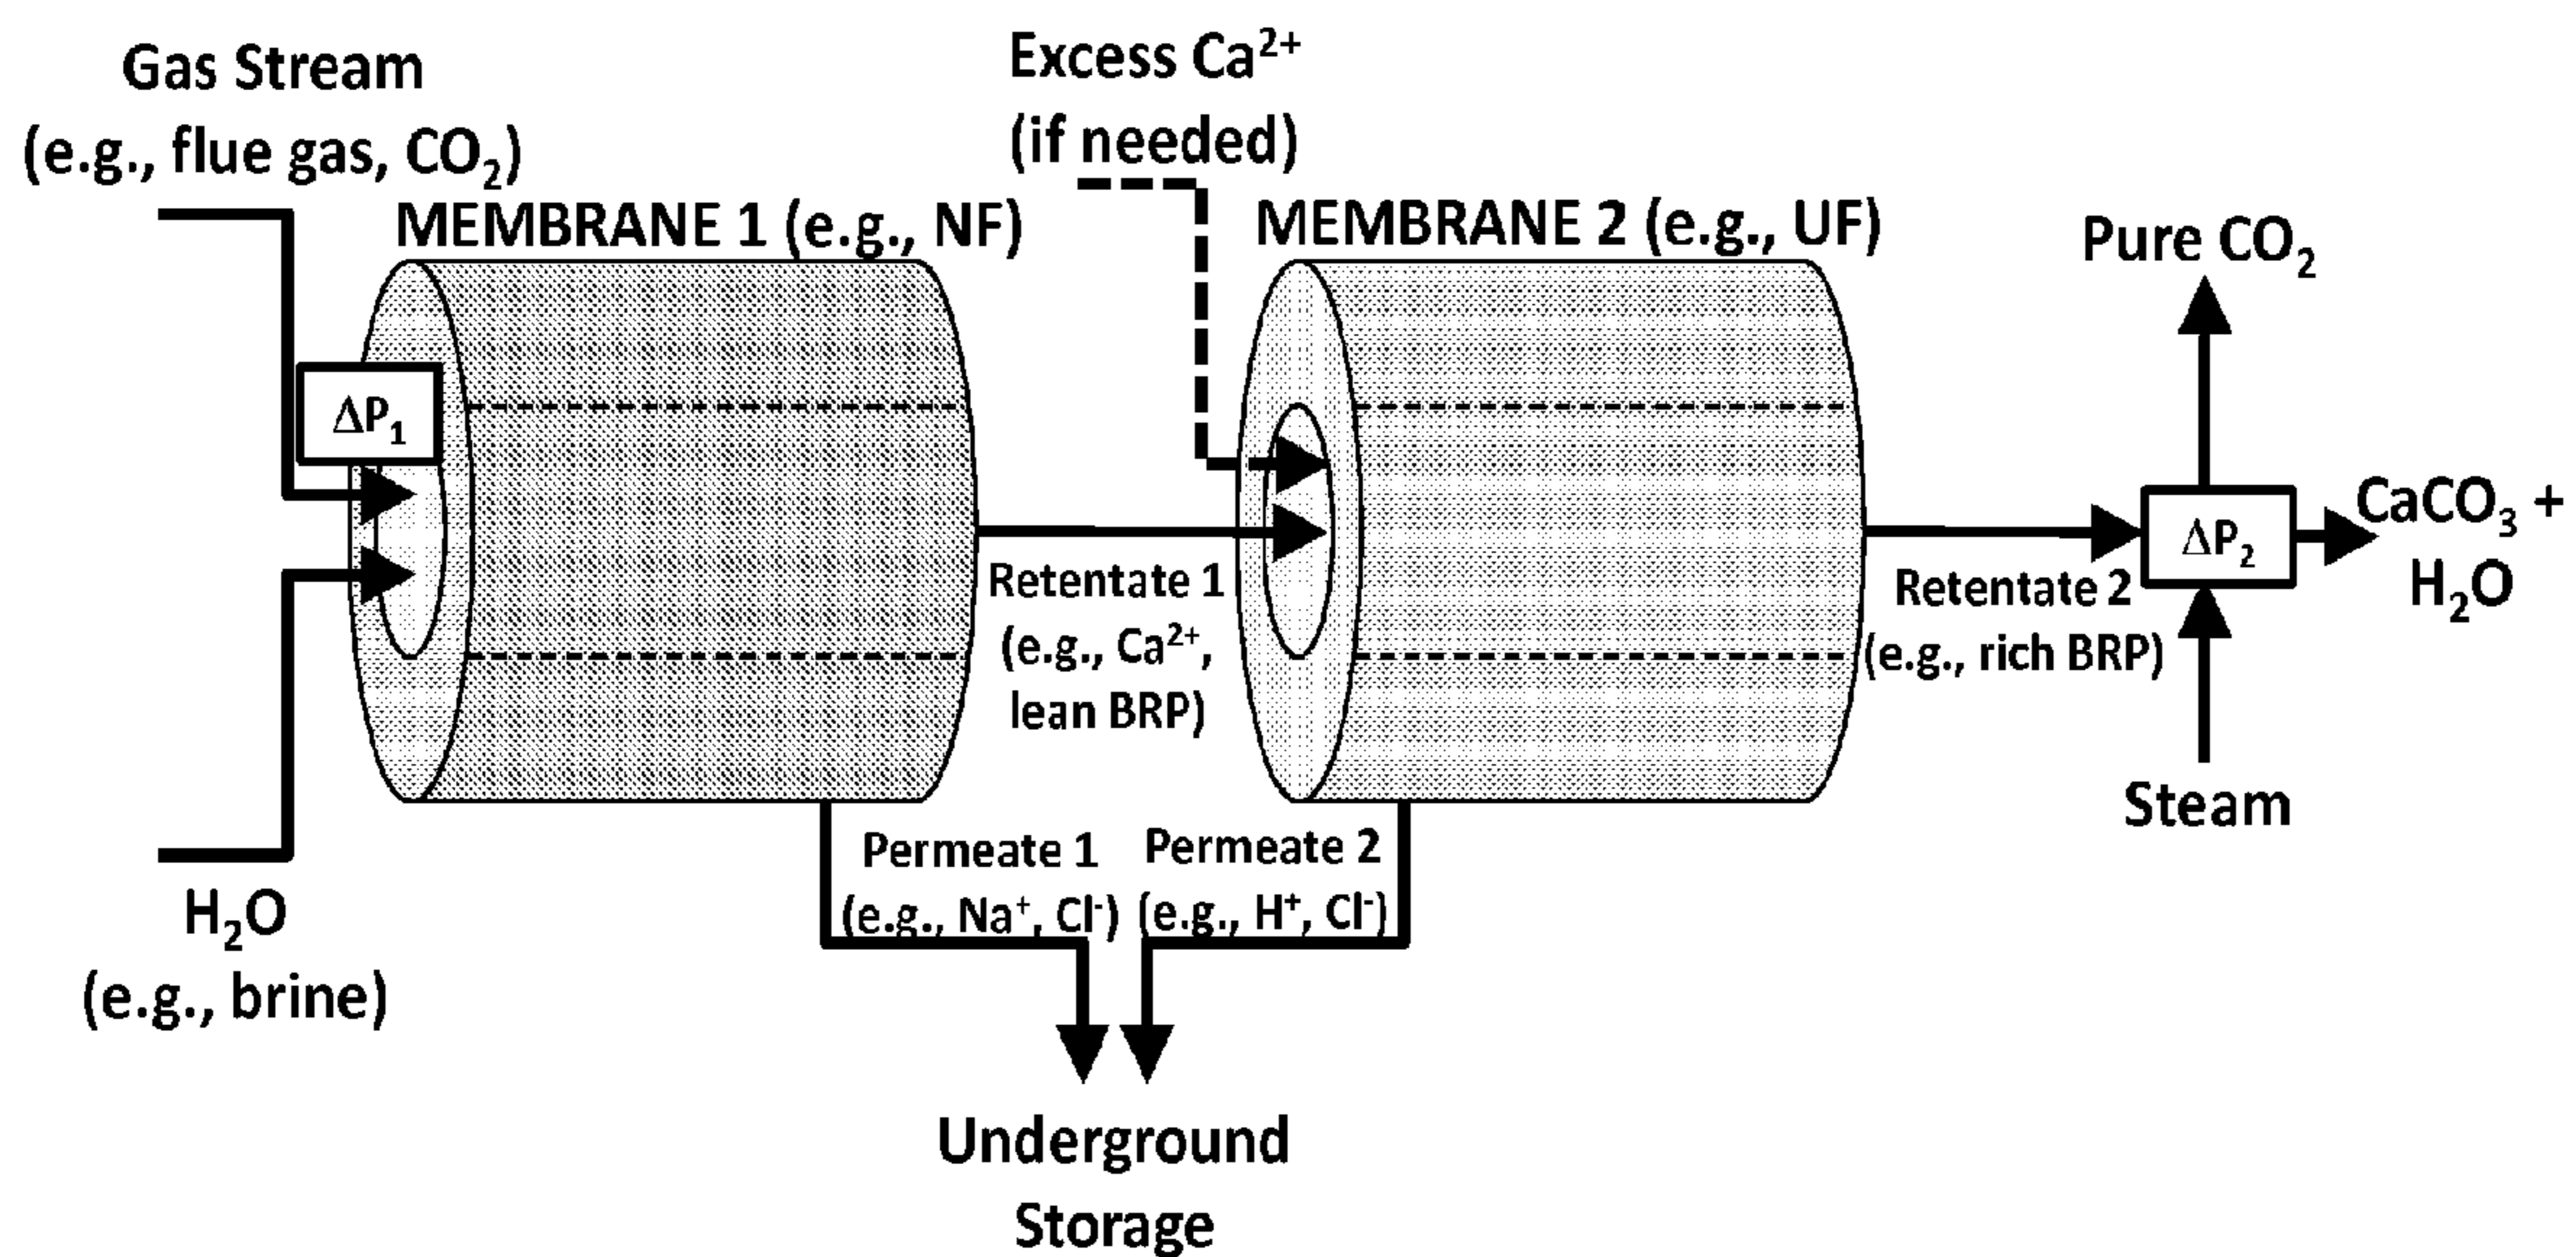 Gas Stream
(e.g., flue gas, CO₂)
Excess Ca²⁺
(if needed)
MEMBRANE 1 (e.g., NF)
MEMBRANE 2 (e.g., UF)
Pure CO₂
ΔP₁
Retentate 1
(e.g., Ca²⁺,
lean BRP)
Retentate 2
(e.g., rich BRP)
ΔP₂
CaCO₃ +
H₂O
Steam
Permeate 1
(e.g., Na⁺, Cl⁻)
Permeate 2
(e.g., H⁺, Cl⁻)
H₂O
(e.g., brine)
Underground
Storage